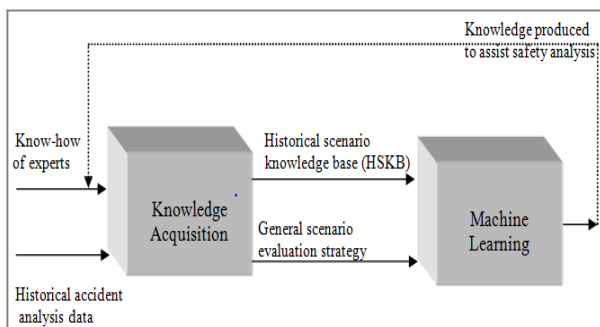 Knowledge produced
to assist safety analysis
Know-how
of experts
Historical scenario
knowledge base (HSKB)
Knowledge
Acquisition
Machine
Learning
General scenario
evaluation strategy
Historical accident
analysis data